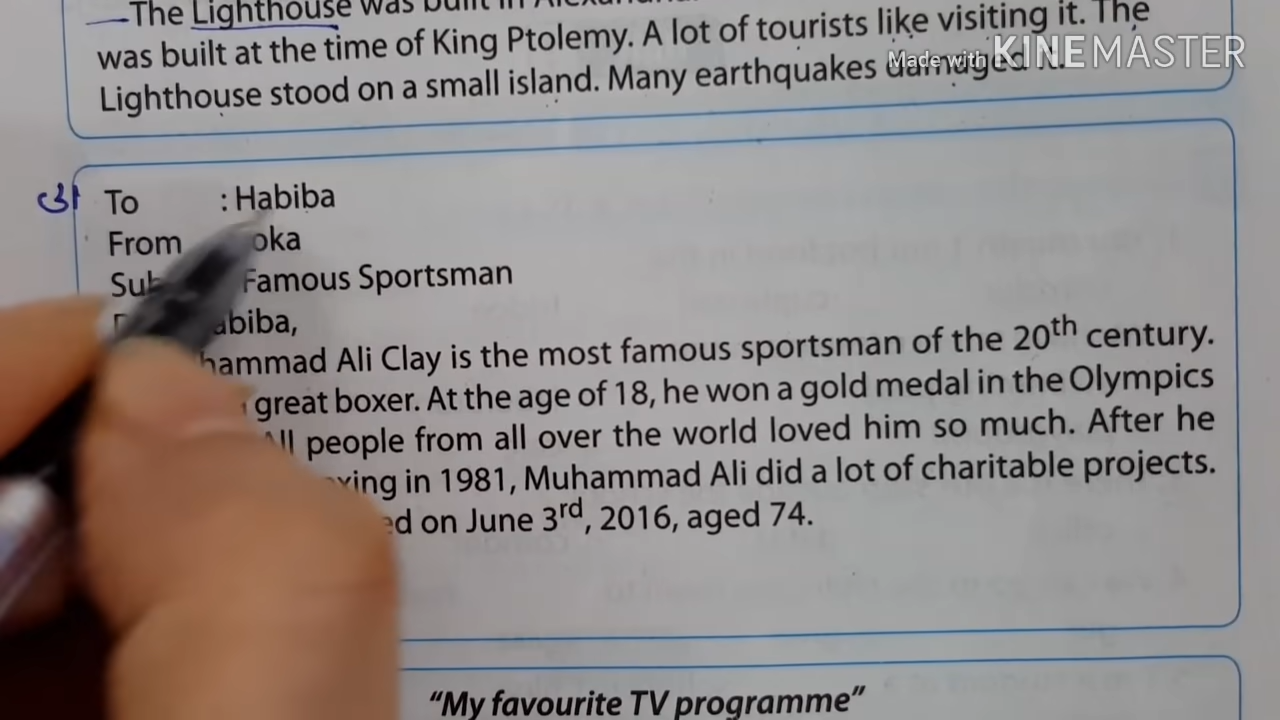 The Lighthouse was built in
was built at the time of King Ptolemy. A lot of tourists like visiting it. The
Lighthouse stood on a small island. Many earthquakes damaged it.
Made with KINEMASTER
To : Habiba
From oka
Sub Famous Sportsman
abiba,
hammad Ali Clay is the most famous sportsman of the 20th century.
great boxer. At the age of 18, he won a gold medal in the Olympics
All people from all over the world loved him so much. After he
xing in 1981, Muhammad Ali did a lot of charitable projects.
ed on June 3rd, 2016, aged 74.
"My favourite TV programme"